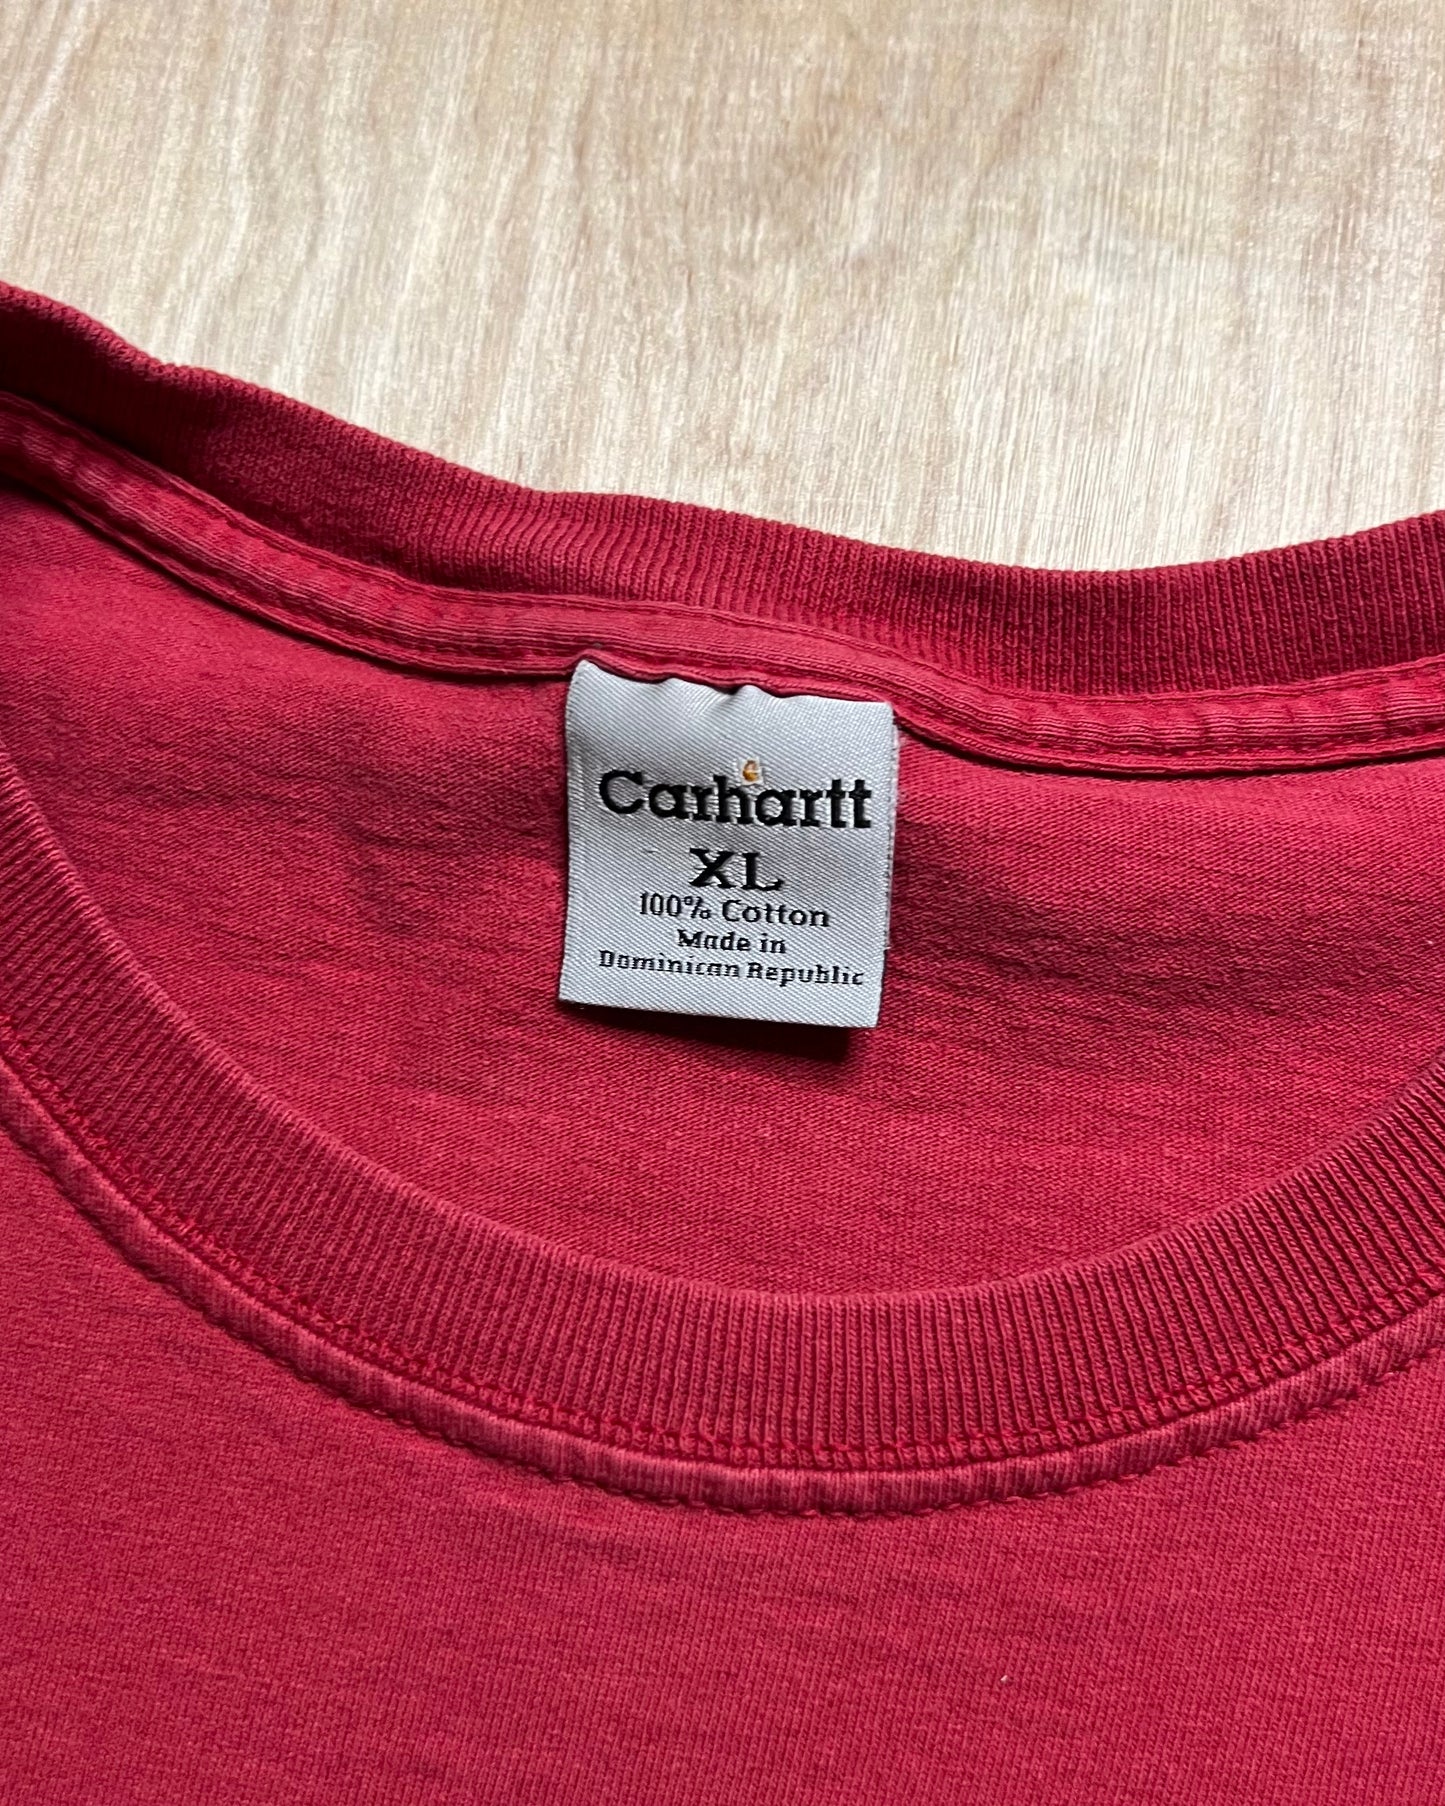 Carhartt
XL
100% Cotton
Made in
Dominican Republic